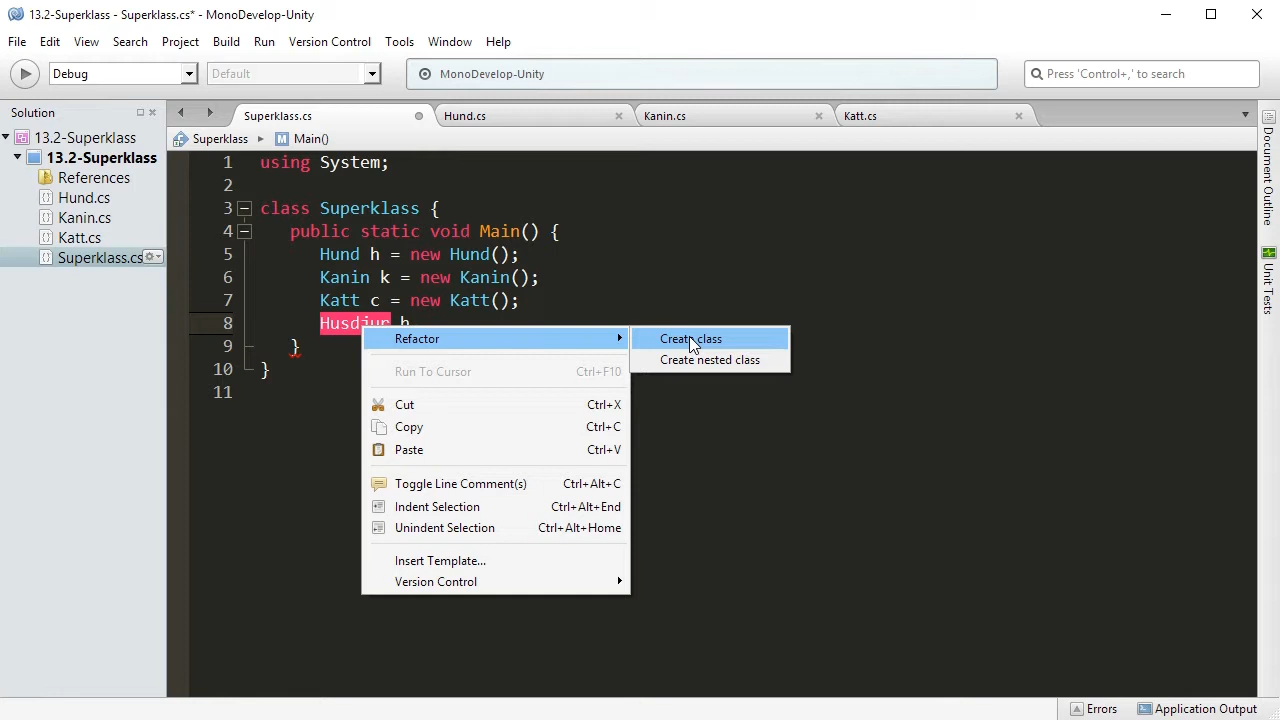 13.2-Superklass - Superklass.cs* - MonoDevelop-Unity
File Edit View Search Project Build Run Version Control Tools Window Help
Debug Default MonoDevelop-Unity Press 'Control+,' to search
Solution
13.2-Superklass
13.2-Superklass
References
Hund.cs
Kanin.cs
Katt.cs
Superklass.cs
Superklass.cs Hund.cs Kanin.cs Katt.cs
Superklass Main()
1 using System;
2
3 class Superklass {
4 public static void Main() {
5 Hund h = new Hund();
6 Kanin k = new Kanin();
7 Katt c = new Katt();
8 Husdjur h
9 }
10 }
11
Refactor
Run To Cursor Ctrl+F10
Cut Ctrl+X
Copy Ctrl+C
Paste Ctrl+V
Toggle Line Comment(s) Ctrl+Alt+C
Indent Selection Ctrl+Alt+End
Unindent Selection Ctrl+Alt+Home
Insert Template...
Version Control
Create class
Create nested class
Document Outline
Unit Tests
Errors Application Output